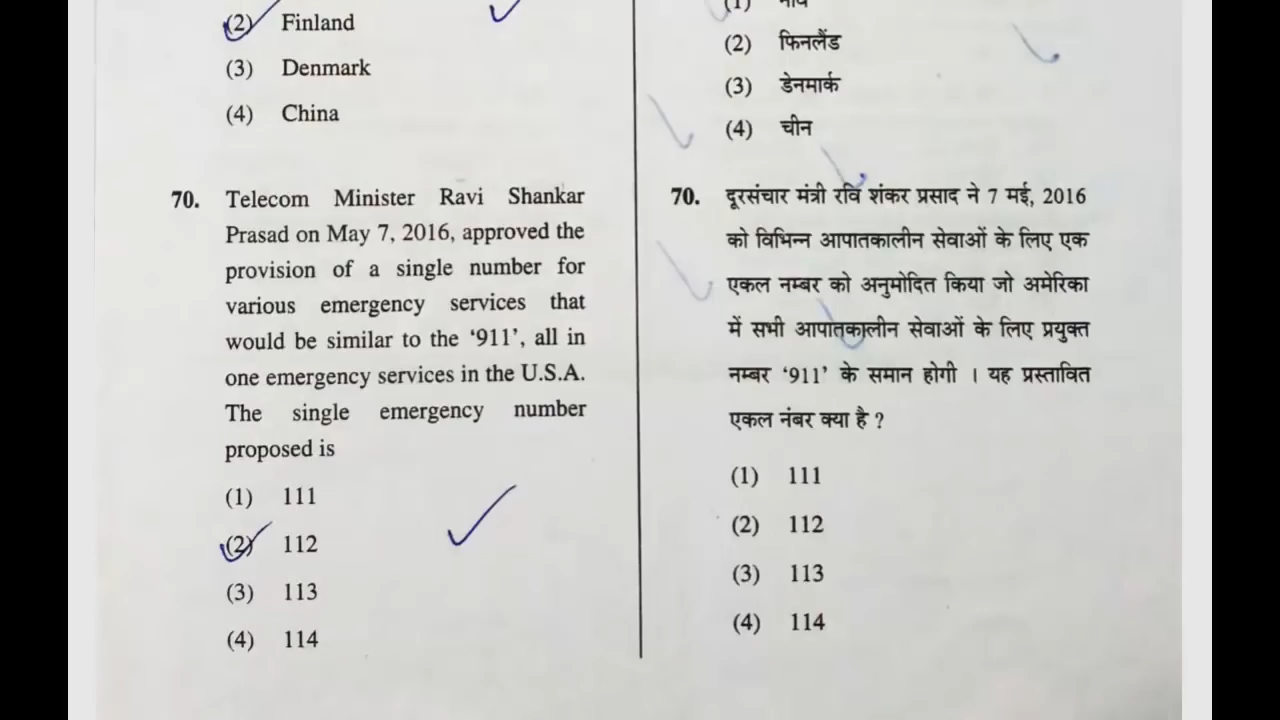 (2) Finland
(3) Denmark
(4) China
70. Telecom Minister Ravi Shankar
Prasad on May 7, 2016, approved the
provision of a single number for
various emergency services that
would be similar to the ‘911’, all in
one emergency services in the U.S.A.
The single emergency number
proposed is
(1) 111
(2) 112
(3) 113
(4) 114
(2) फिनलैंड
(3) डेनमार्क
(4) चीन
70. दूरसंचार मंत्री रवि शंकर प्रसाद ने 7 मई, 2016
को विभिन्न आपातकालीन सेवाओं के लिए एक
एकल नम्बर को अनुमोदित किया जो अमेरिका
में सभी आपातकालीन सेवाओं के लिए प्रयुक्त
नम्बर ‘911’ के समान होगी । यह प्रस्तावित
एकल नंबर क्या है ?
(1) 111
(2) 112
(3) 113
(4) 114